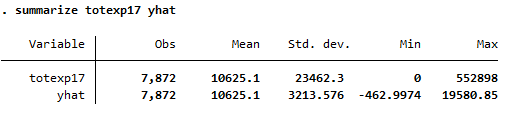 . summarize totexp17 yhat
Variable Obs Mean Std. dev. Min Max
totexp17 7,872 10625.1 23462.3 0 552898
yhat 7,872 10625.1 3213.576 -462.9974 19580.85